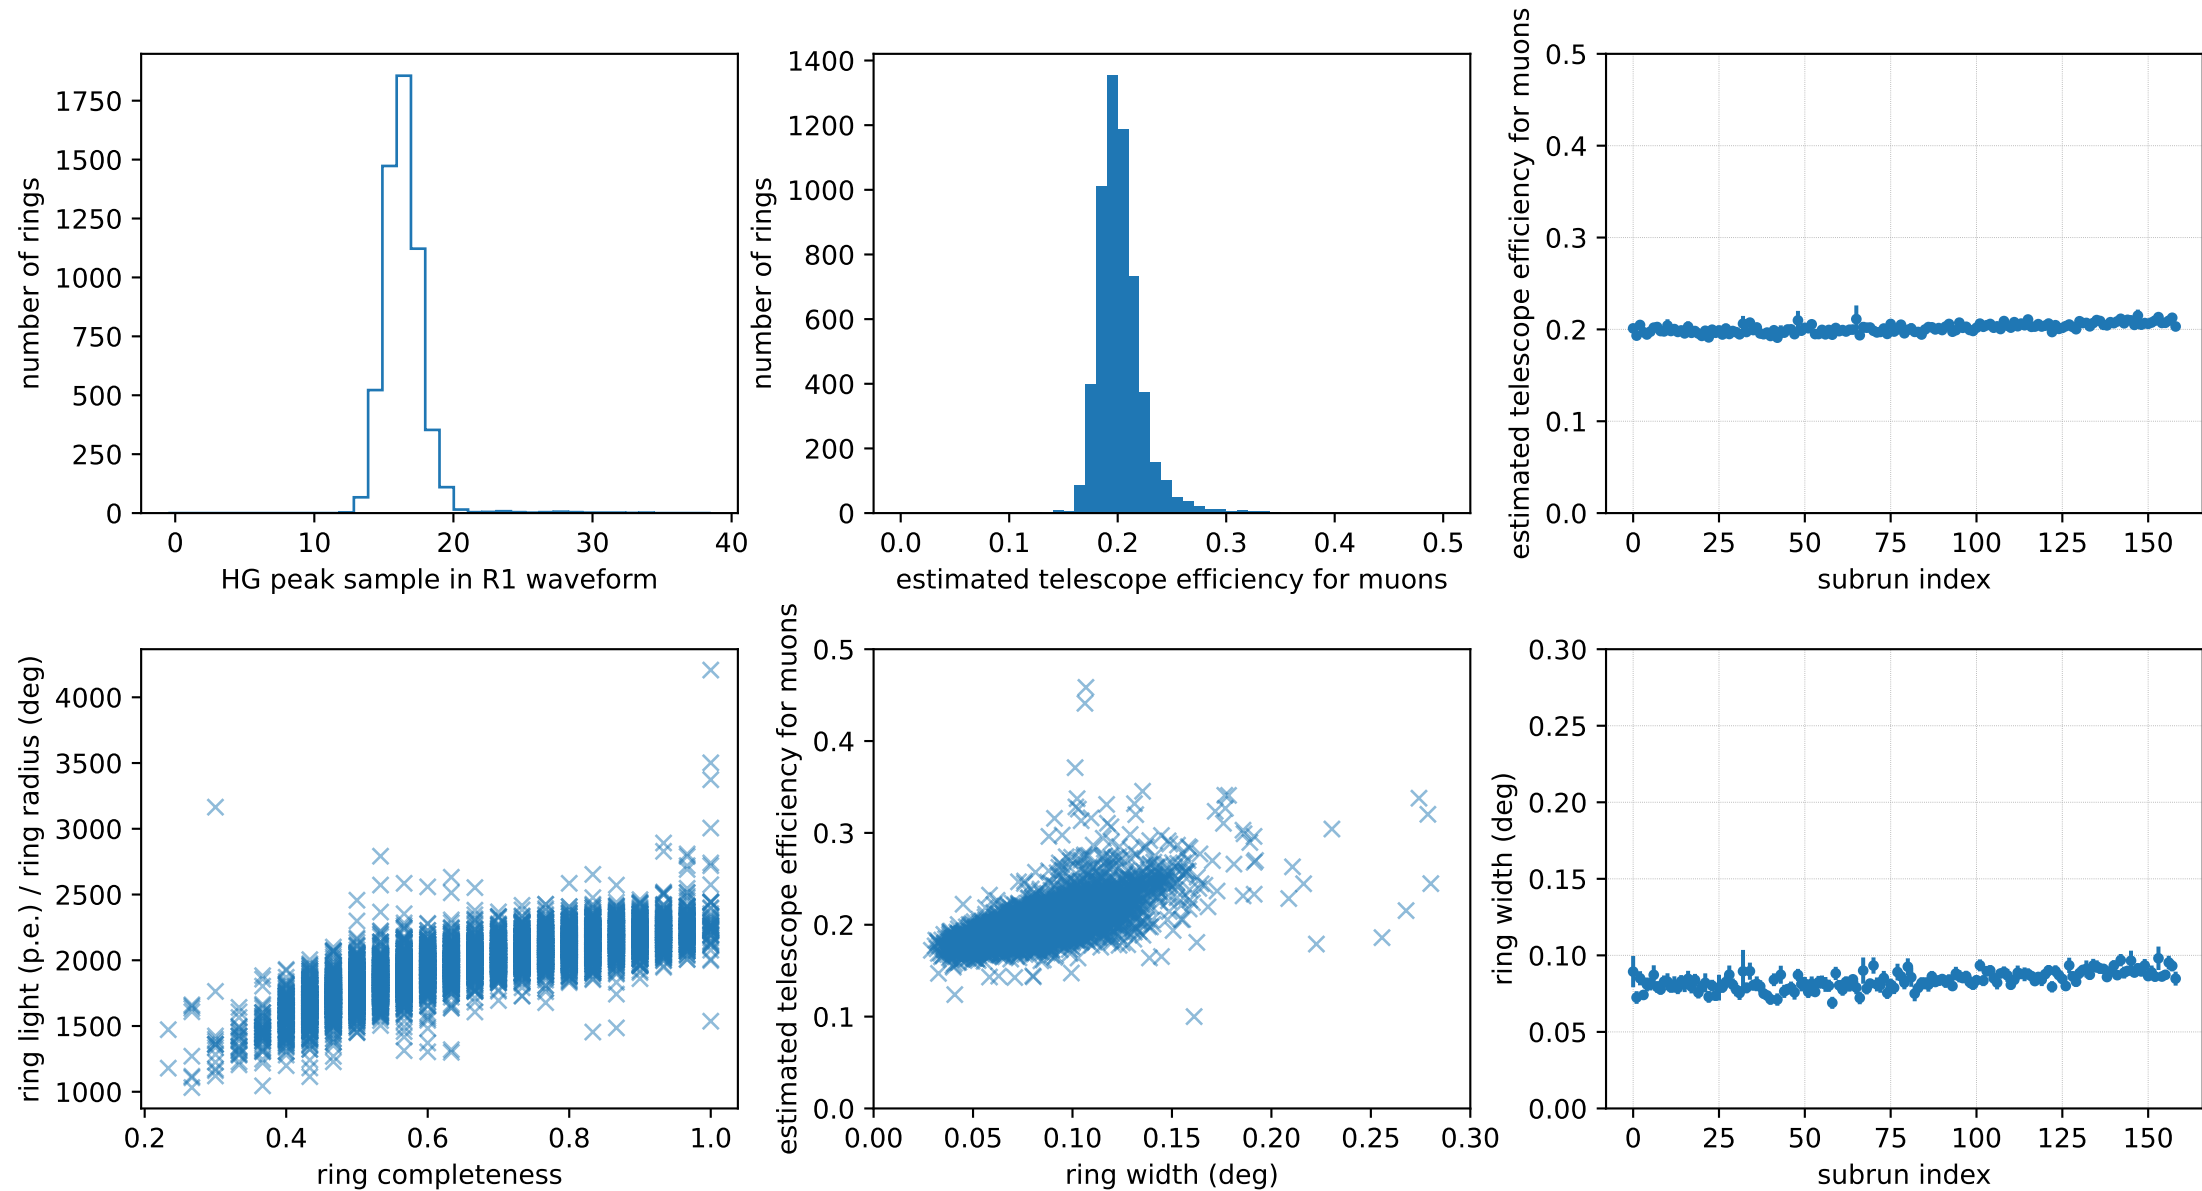 number of rings
1750
1500
1250
1000
750
500
250
0
0 10 20 30 40
HG peak sample in R1 waveform
number of rings
1400
1200
1000
800
600
400
200
0
0.0 0.1 0.2 0.3 0.4 0.5
estimated telescope efficiency for muons
estimated telescope efficiency for muons
0.5
0.4
0.3
0.2
0.1
0.0
0 25 50 75 100 125 150
subrun index
ring light (p.e.) / ring radius (deg)
4000
3500
3000
2500
2000
1500
1000
0.2 0.4 0.6 0.8 1.0
ring completeness
estimated telescope efficiency for muons
0.5
0.4
0.3
0.2
0.1
0.0
0.00 0.05 0.10 0.15 0.20 0.25 0.30
ring width (deg)
ring width (deg)
0.30
0.25
0.20
0.15
0.10
0.05
0.00
0 25 50 75 100 125 150
subrun index